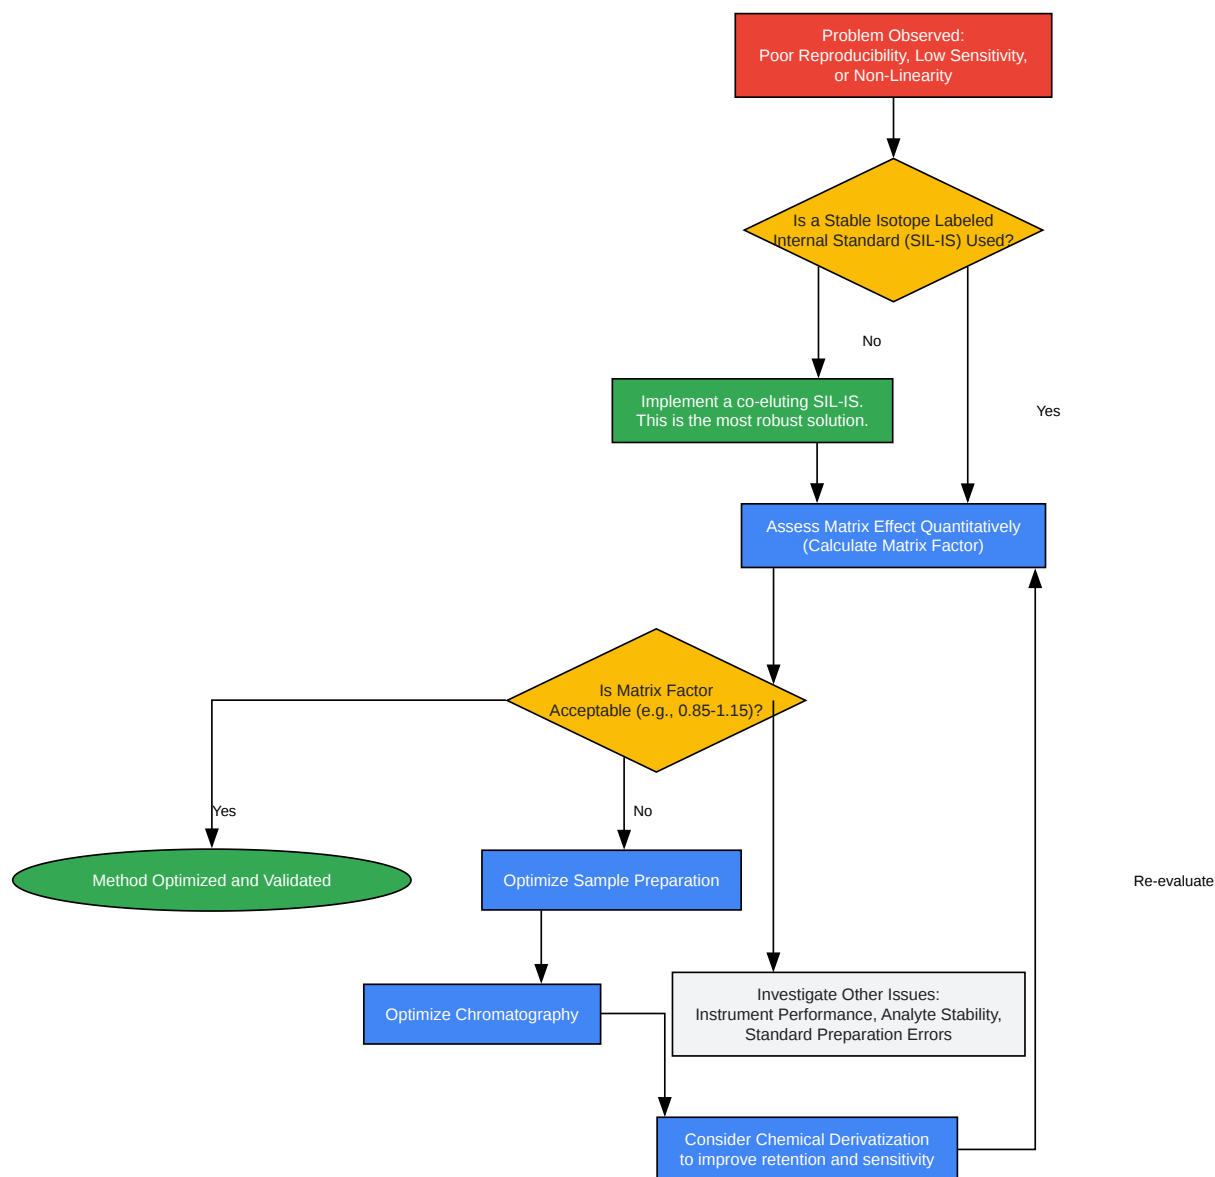 Problem Observed:
Poor Reproducibility, Low Sensitivity,
or Non-Linearity
Is a Stable Isotope Labeled
Internal Standard (SIL-IS) Used?
No
Implement a co-eluting SIL-IS.
This is the most robust solution.
Yes
Assess Matrix Effect Quantitatively
(Calculate Matrix Factor)
Is Matrix Factor
Acceptable (e.g., 0.85-1.15)?
Yes
No
Method Optimized and Validated
Optimize Sample Preparation
Re-evaluate
Optimize Chromatography
Investigate Other Issues:
Instrument Performance, Analyte Stability,
Standard Preparation Errors
Consider Chemical Derivatization
to improve retention and sensitivity